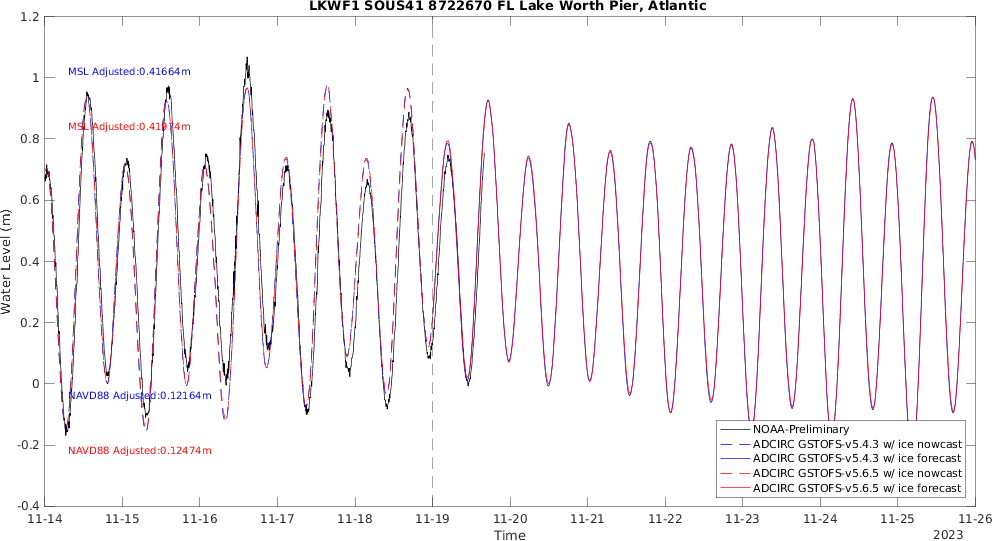 LKWF1 SOUS41 8722670 FL Lake Worth Pier, Atlantic
1.2
1
0.8
0.6
0.4
0.2
0
-0.2
-0.4
Water Level (m)
MSL Adjusted:0.41664m
MSL Adjusted:0.41974m
NAVD88 Adjusted:0.12164m
NAVD88 Adjusted:0.12474m
NOAA-Preliminary
ADCIRC GSTOFS-v5.4.3 w/ ice nowcast
ADCIRC GSTOFS-v5.4.3 w/ ice forecast
ADCIRC GSTOFS-v5.6.5 w/ ice nowcast
ADCIRC GSTOFS-v5.6.5 w/ ice forecast
11-14 11-15 11-16 11-17 11-18 11-19 11-20 11-21 11-22 11-23 11-24 11-25 11-26
Time
2023